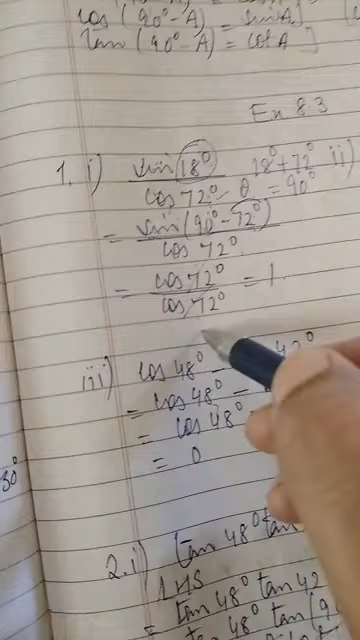 cos (90° - A) = sin A.
tan (90° - A) = cot A ]
Ex 8.3
1. i) sin 18° 18° + 72° ii)
cos 72° θ = 90°
= sin (90° - 72°)
cos 72°.
= cos 72° = 1.
cos 72°
iii) cos 48° - 42°
= cos 48° -
= cos 48°
= 0
30°
2. i) tan 48° tan
LHS
= tan 48° tan 42
= tan 48° tan (9